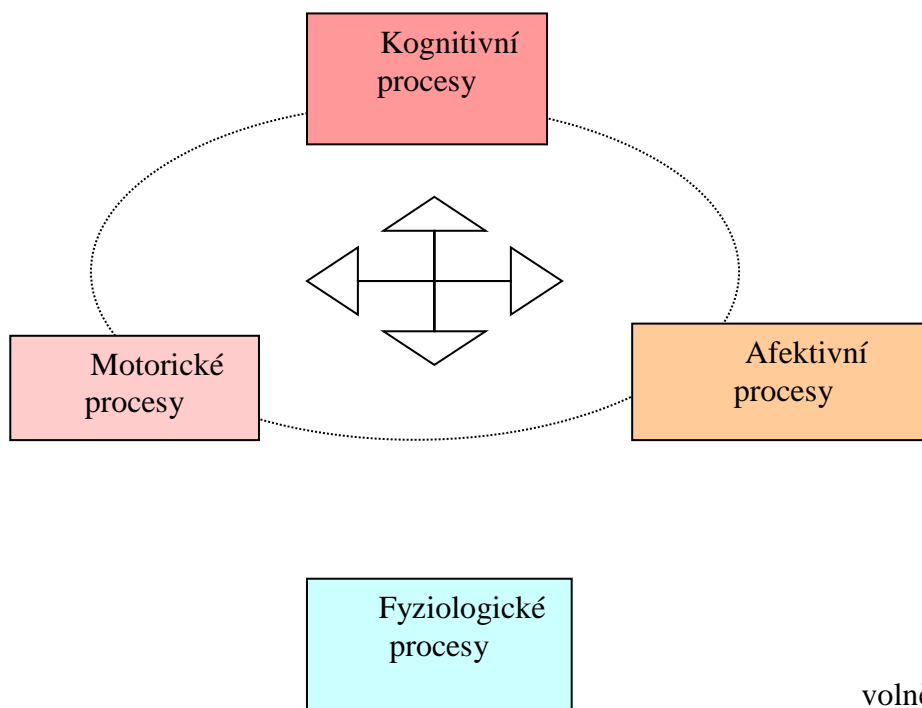 Kognitivní
procesy
Motorické
procesy
Afektivní
procesy
Fyziologické
procesy